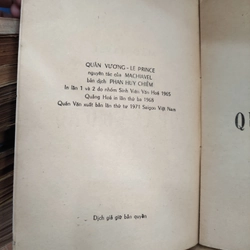 QUÂN VƯƠNG – LE PRINCE
nguyên tác của MACHIAVEL
bản dịch PHAN HUY CHIÊM
In lần 1 và 2 do nhóm Sinh Viên Văn Huế 1965
Quảng Hoá in lần thứ ba 1968
Quán Văn xuất bản lần thứ tư 1971 Saigon Việt Nam
Dịch giả giữ bản quyền
Q